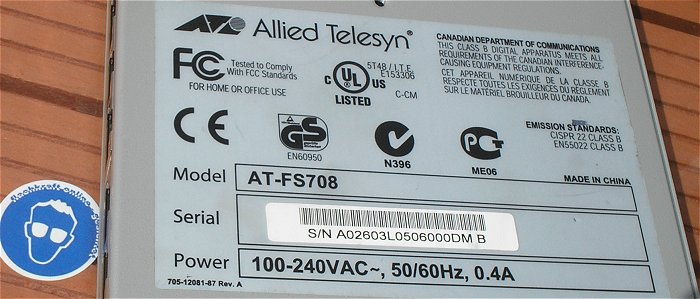 Allied Telesyn®
CANADIAN DEPARTMENT OF COMMUNICATIONS
THIS CLASS B DIGITAL APPARATUS MEETS ALL
REQUIREMENTS OF THE CANADIAN INTERFERENCE-
CAUSING EQUIPMENT REGULATIONS.
CET APPAREIL NUMERIQUE DE LA CLASSE B
RESPECTE TOUTES LES EXIGENCES DU RÈGLEMENT
SUR LE MATÉRIEL BROUILLEUR DU CANADA.
FC Tested to Comply
With FCC Standards
FOR HOME OR OFFICE USE
C UL US
LISTED
5T48 / I.T.E.
E153306
C-CM
CE
GS
EN60950
N396
ME06
EMISSION STANDARDS:
CISPR 22 CLASS B
EN55022 CLASS B
Model AT-FS708 MADE IN CHINA
Serial
S/N A02603L0506000DM B
Power 100-240VAC~, 50/60Hz, 0.4A
705-12081-87 Rev. A
Rechtkraft-online